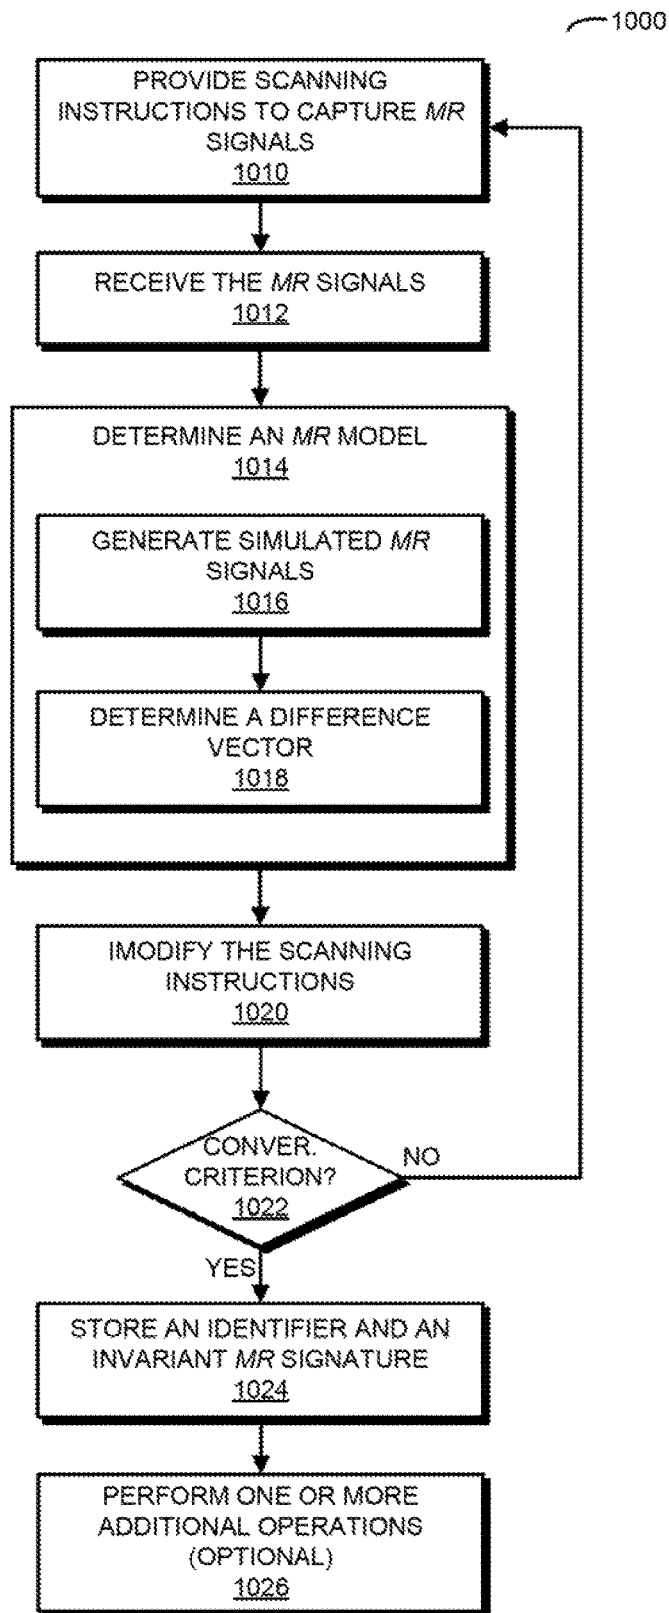 1000
PROVIDE SCANNING
INSTRUCTIONS TO CAPTURE MR
SIGNALS
1010
RECEIVE THE MR SIGNALS
1012
DETERMINE AN MR MODEL
1014
GENERATE SIMULATED MR
SIGNALS
1016
DETERMINE A DIFFERENCE
VECTOR
1018
IMODIFY THE SCANNING
INSTRUCTIONS
1020
CONVER.
CRITERION?
1022
NO
YES
STORE AN IDENTIFIER AND AN
INVARIANT MR SIGNATURE
1024
PERFORM ONE OR MORE
ADDITIONAL OPERATIONS
(OPTIONAL)
1026